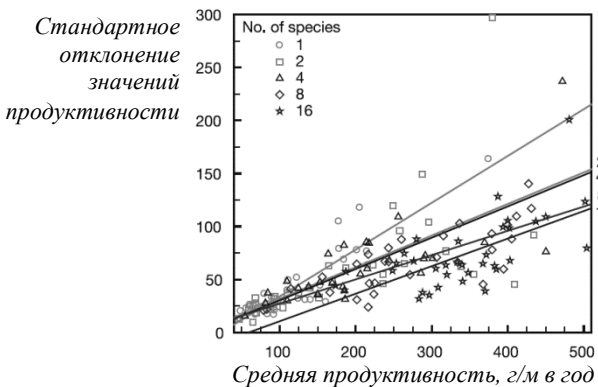 Стандартное
отклонение
значений
продуктивности
300
250
200
150
100
50
0
No. of species
1
2
4
8
16
100
200
300
400
500
Средняя продуктивность, г/м в год